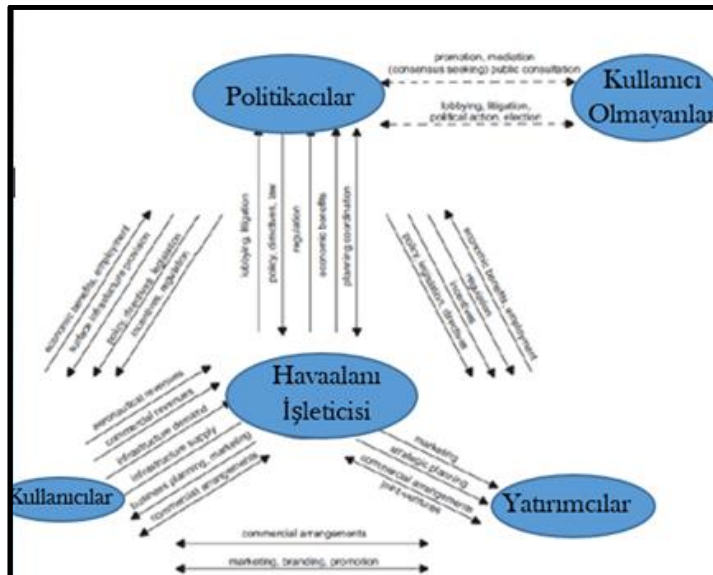 promotion, mediation
(consensus seeking) public consultation
Politikacılar
Kullanıcı
Olmayanlar
lobbying, litigation,
political action, election
lobbying, litigation
policy, directives, law
regulation
economic benefits
planning coordination
economic benefits, employment
surface infrastructure provision
policy, directives, legislation
incentives, regulation
economic benefits, employment
regulation
incentives
policy, legislation, directives
Havaalanı
İşleticisi
aeronautical revenues
commercial revenues
infrastructure demand
infrastructure supply
business planning, marketing
commercial arrangements
marketing
strategic planning
commercial arrangements
joint-ventures
Kullanıcılar
Yatırımcılar
commercial arrangements
marketing, branding, promotion